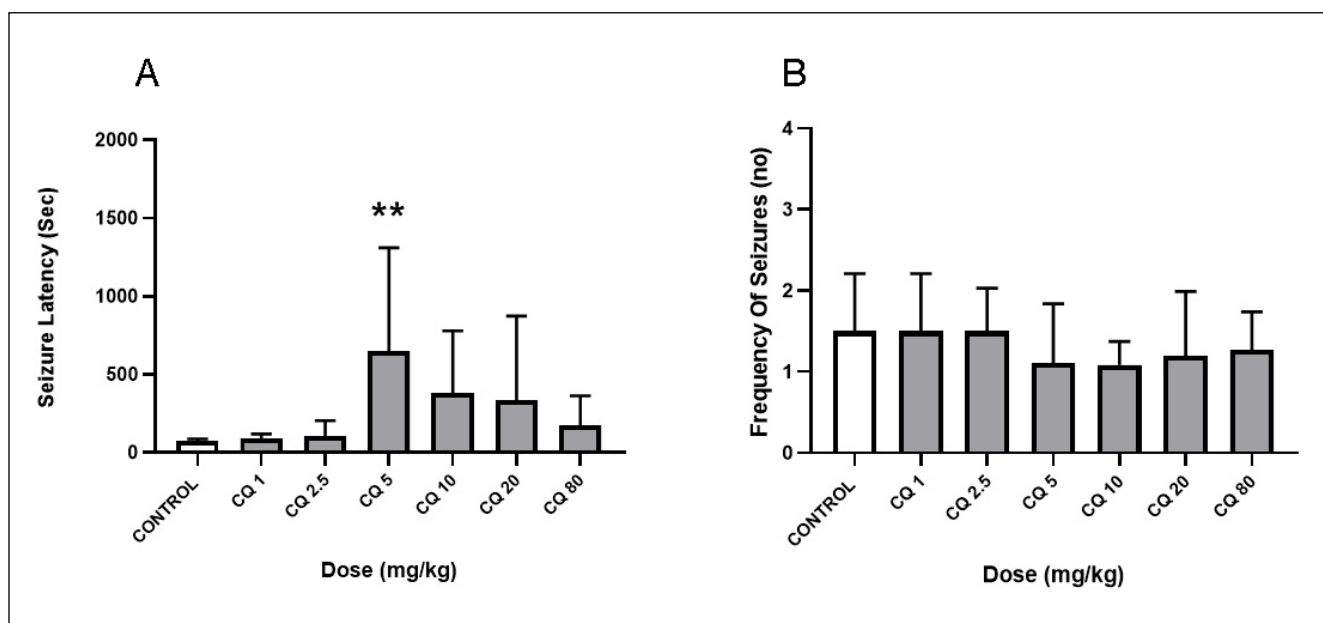 A
Seizure Latency (Sec)
2000
1500
1000
500
0
**
CONTROL
CQ 1
CQ 2.5
CQ 5
CQ 10
CQ 20
CQ 80
Dose (mg/kg)
B
Frequency Of Seizures (no)
4
3
2
1
0
CONTROL
CQ 1
CQ 2.5
CQ 5
CQ 10
CQ 20
CQ 80
Dose (mg/kg)